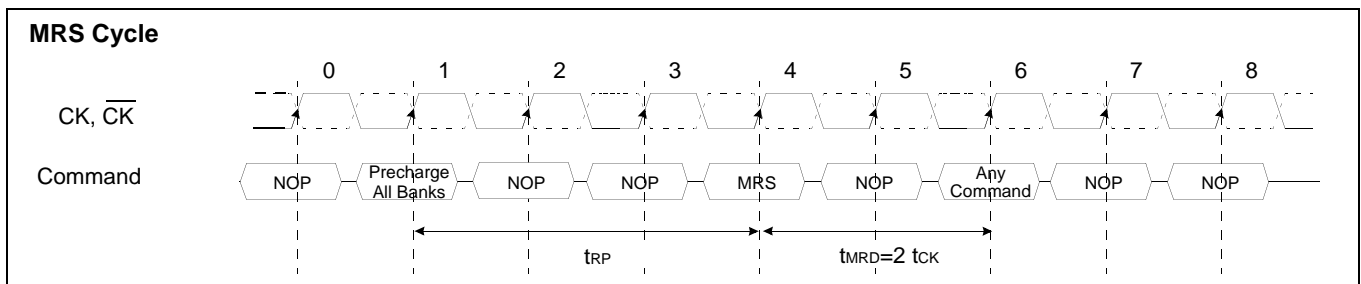 MRS Cycle
0 1 2 3 4 5 6 7 8
CK, C̅K̅
Command
NOP Precharge All Banks NOP NOP MRS NOP Any Command NOP NOP
tRP tMRD=2 tCK